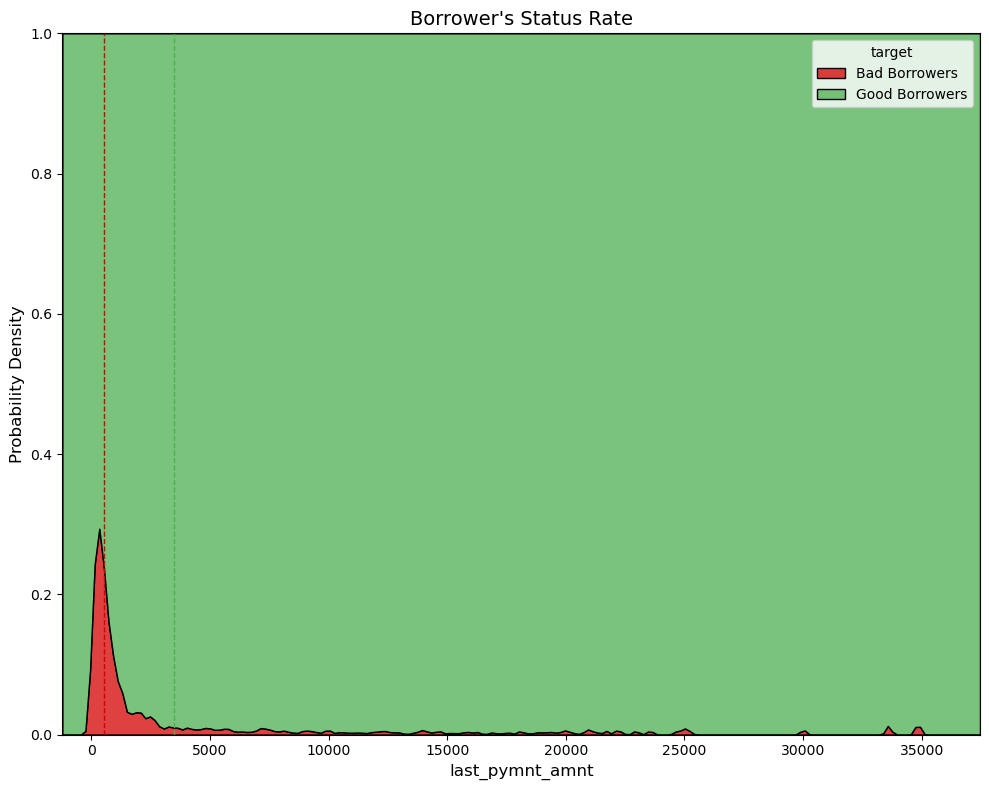 Borrower's Status Rate
target
Bad Borrowers
Good Borrowers
Probability Density
1.0
0.8
0.6
0.4
0.2
0.0
0 5000 10000 15000 20000 25000 30000 35000
last_pymnt_amnt